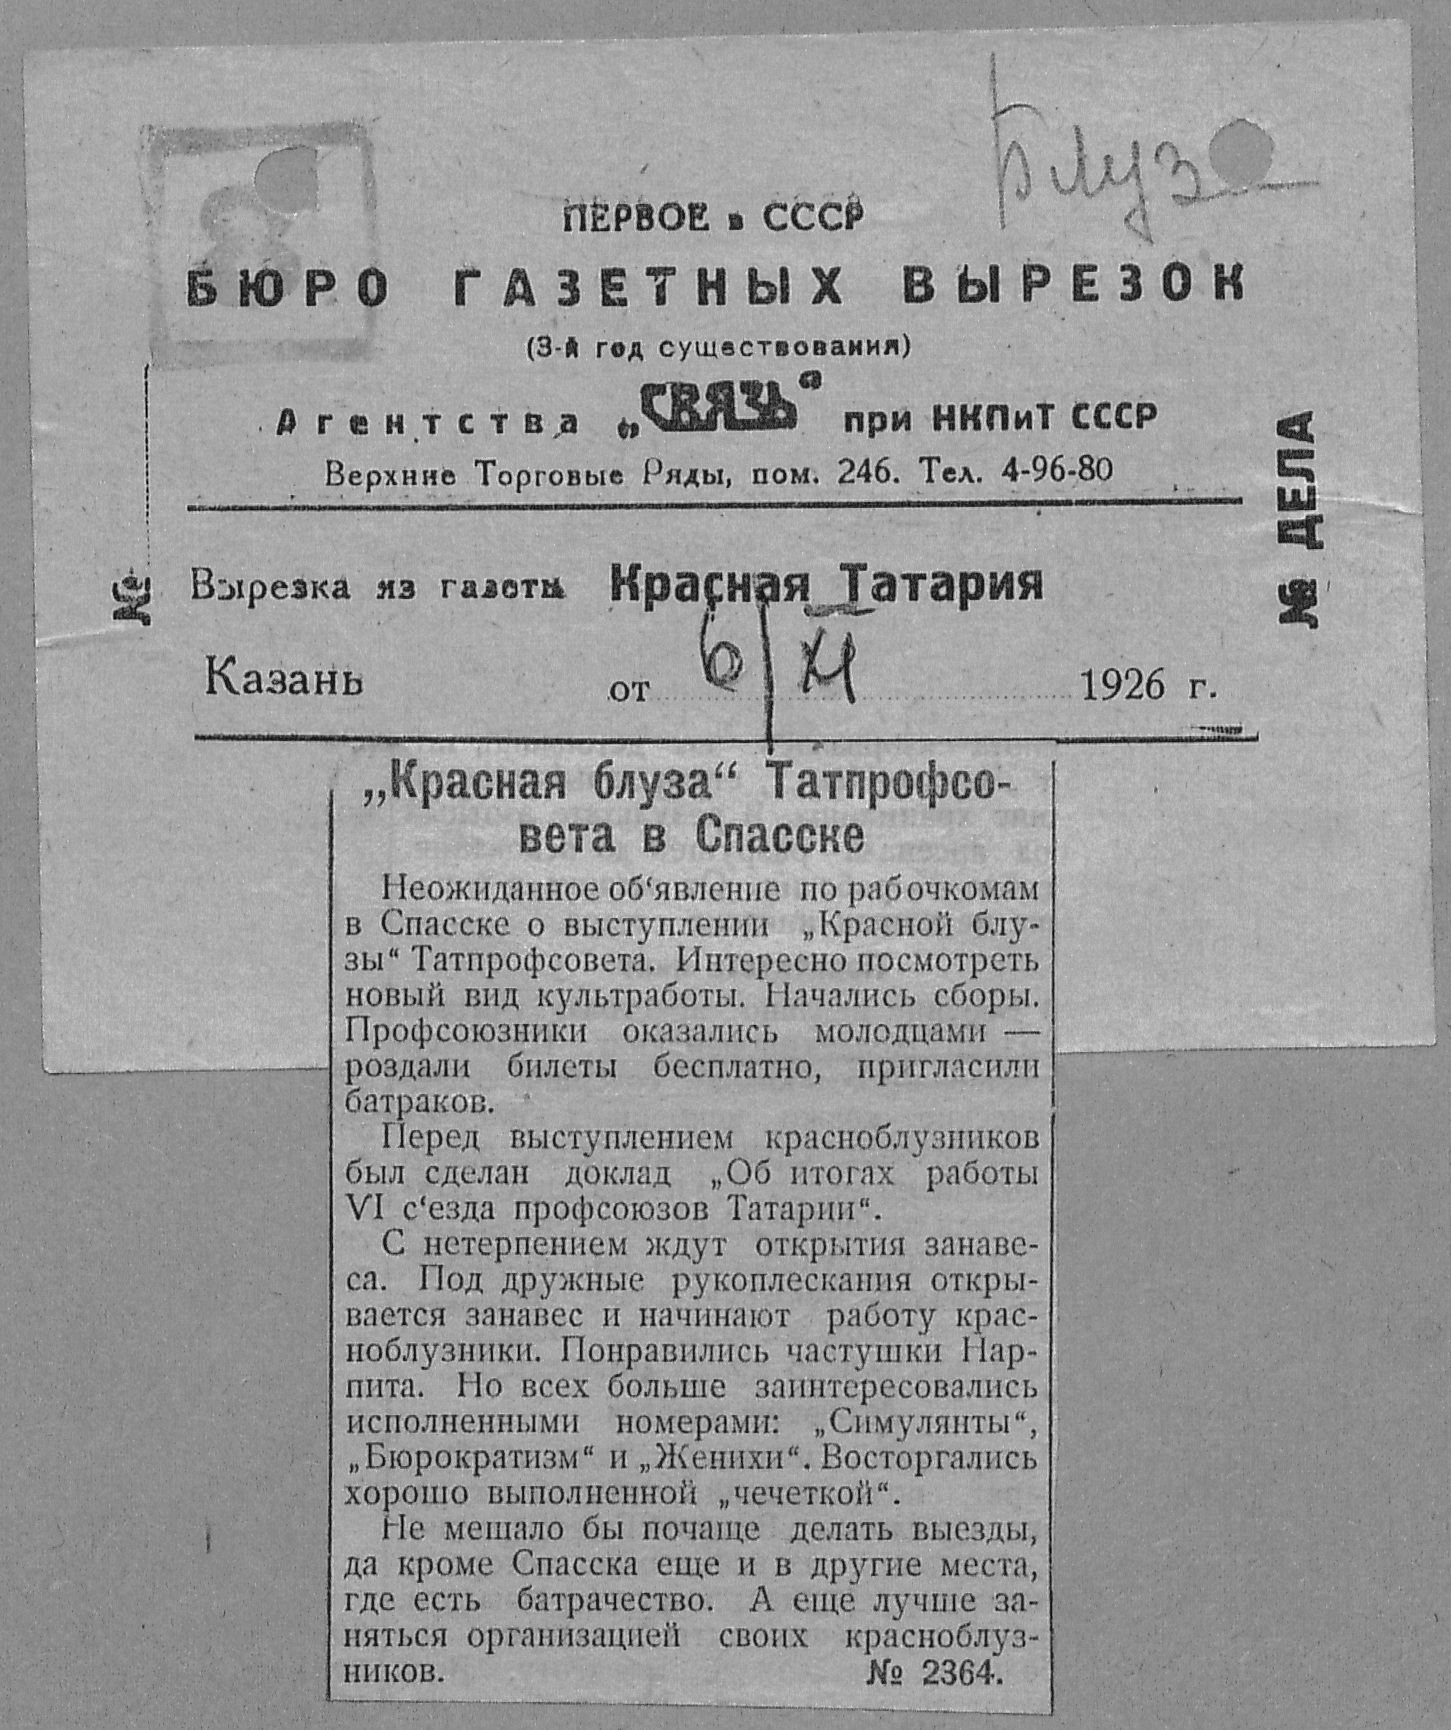 Блуз
ПЕРВОЕ в СССР
БЮРО ГАЗЕТНЫХ ВЫРЕЗОК
(3-й год существования)
Агентства „СВЯЗЬ“ при НКПиТ СССР
Верхние Торговые Ряды, пом. 246. Тел. 4-96-80
№
№ ДЕЛА
Вырезка из газеты Красная Татария
Казань от 6/XI 1926 г.
„Красная блуза“ Татпрофсо-
вета в Спасске
Неожиданное об‘явление по рабочкомам
в Спасске о выступлении „Красной блу-
зы“ Татпрофсовета. Интересно посмотреть
новый вид культработы. Начались сборы.
Профсоюзники оказались молодцами —
роздали билеты бесплатно, пригласили
батраков.
Перед выступлением красноблузников
был сделан доклад „Об итогах работы
VI с‘езда профсоюзов Татарии“.
С нетерпением ждут открытия занаве-
са. Под дружные рукоплескания откры-
вается занавес и начинают работу крас-
ноблузники. Понравились частушки Нар-
пита. Но всех больше заинтересовались
исполненными номерами: „Симулянты“,
„Бюрократизм“ и „Женихи“. Восторгались
хорошо выполненной „чечеткой“.
Не мешало бы почаще делать выезды,
да кроме Спасска еще и в другие места,
где есть батрачество. А еще лучше за-
няться организацией своих красноблуз-
ников. № 2364.